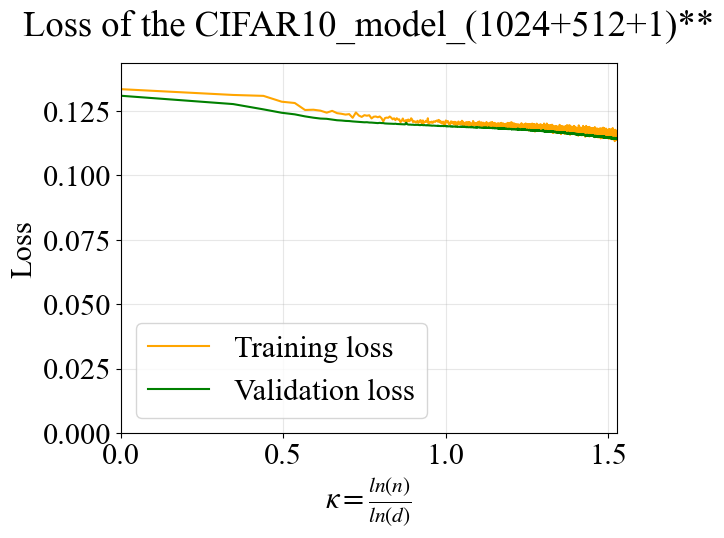 Loss of the CIFAR10_model_(1024+512+1)**
Loss
0.125
0.100
0.075
0.050
0.025
0.000
Training loss
Validation loss
0.0 0.5 1.0 1.5
κ = ln(n)/ln(d)